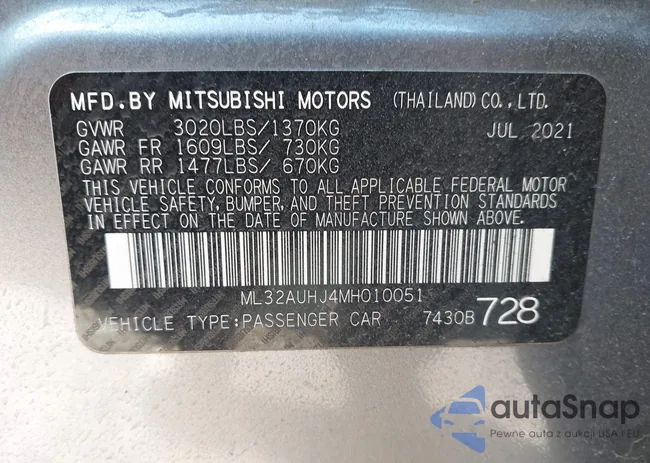 MFD.BY MITSUBISHI MOTORS (THAILAND) CO., LTD.
GVWR 3020LBS/1370KG JUL 2021
GAWR FR 1609LBS/ 730KG
GAWR RR 1477LBS/ 670KG
THIS VEHICLE CONFORMS TO ALL APPLICABLE FEDERAL MOTOR
VEHICLE SAFETY, BUMPER, AND THEFT PREVENTION STANDARDS
IN EFFECT ON THE DATE OF MANUFACTURE SHOWN ABOVE.
ML32AUHJ4MH010051
VEHICLE TYPE:PASSENGER CAR 7430B 728
autaSnap
Pewne auta z aukcji USA i EU